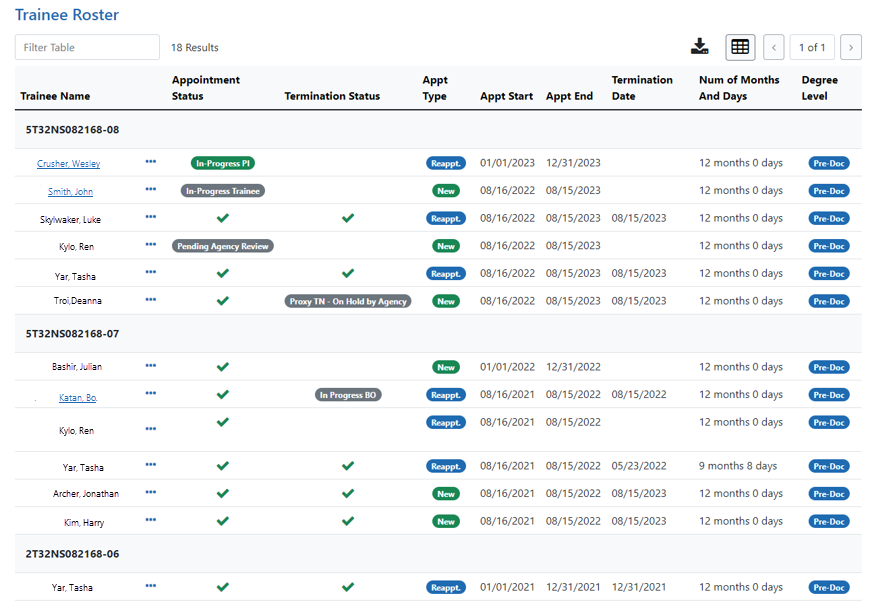 Trainee Roster
Filter Table 18 Results < 1 of 1 >
Trainee Name Appointment Status Termination Status Appt Type Appt Start Appt End Termination Date Num of Months And Days Degree Level
5T32NS082168-08
Crusher, Wesley ••• In-Progress PI Reappt. 01/01/2023 12/31/2023 12 months 0 days Pre-Doc
Smith, John ••• In-Progress Trainee New 08/16/2022 08/15/2023 12 months 0 days Pre-Doc
Skylwaker, Luke ••• ✔ ✔ Reappt. 08/16/2022 08/15/2023 08/15/2023 12 months 0 days Pre-Doc
Kylo, Ren ••• Pending Agency Review New 08/16/2022 08/15/2023 12 months 0 days Pre-Doc
Yar, Tasha ••• ✔ ✔ Reappt. 08/16/2022 08/15/2023 08/15/2023 12 months 0 days Pre-Doc
Troi,Deanna ••• ✔ Proxy TN - On Hold by Agency New 08/16/2022 08/15/2023 08/15/2023 12 months 0 days Pre-Doc
5T32NS082168-07
Bashir, Julian ••• ✔ New 01/01/2022 12/31/2022 12 months 0 days Pre-Doc
. Katan, Bo. ••• ✔ In Progress BO Reappt. 08/16/2021 08/15/2022 08/15/2022 12 months 0 days Pre-Doc
Kylo, Ren ••• ✔ Reappt. 08/16/2021 08/15/2022 12 months 0 days Pre-Doc
Yar, Tasha ••• ✔ ✔ Reappt. 08/16/2021 08/15/2022 05/23/2022 9 months 8 days Pre-Doc
Archer, Jonathan ••• ✔ ✔ New 08/16/2021 08/15/2022 08/15/2023 12 months 0 days Pre-Doc
Kim, Harry ••• ✔ ✔ New 08/16/2021 08/15/2022 08/15/2023 12 months 0 days Pre-Doc
2T32NS082168-06
Yar, Tasha ••• ✔ ✔ Reappt. 01/01/2021 12/31/2021 12/31/2021 12 months 0 days Pre-Doc